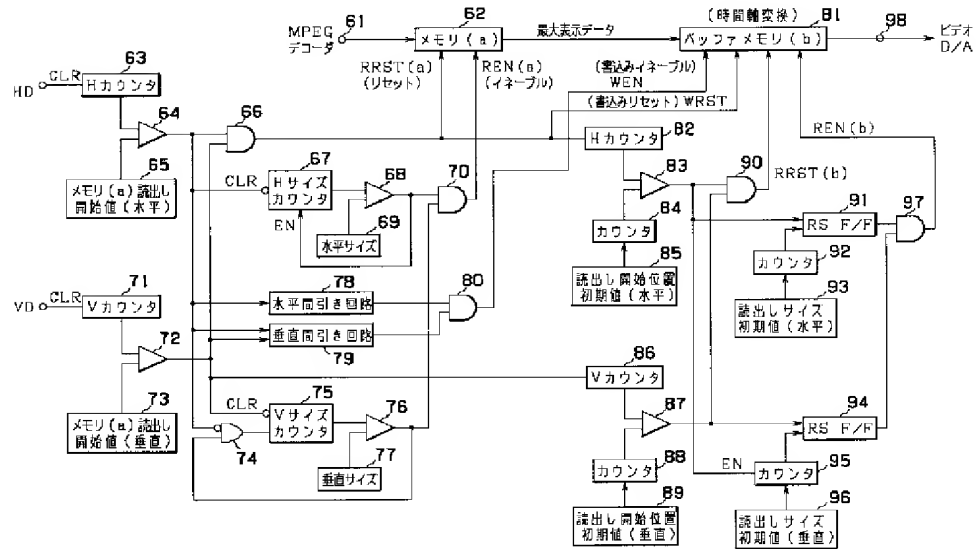 MPEG
デコーダ
61
62
メモリ(a)
最大表示データ
(時間軸変換)
81
バッファメモリ(b)
98
ビデオ
D/A
HD
CLR
63
Hカウンタ
RRST(a)
(リセット)
REN(a)
(イネーブル)
(書込みイネーブル)
WEN
(書込みリセット)WRST
64
65
メモリ(a)読出し
開始値(水平)
66
67
CLR
Hサイズ
カウンタ
EN
68
69
水平サイズ
70
82
Hカウンタ
83
84
カウンタ
85
読出し開始位置
初期値(水平)
90
RRST(b)
REN(b)
91
RS F/F
92
カウンタ
93
読出しサイズ
初期値(水平)
97
VD
CLR
71
Vカウンタ
72
73
メモリ(a)読出し
開始値(垂直)
78
水平間引き回路
垂直間引き回路
79
80
74
CLR
75
Vサイズ
カウンタ
76
77
垂直サイズ
86
Vカウンタ
87
88
カウンタ
89
読出し開始位置
初期値(垂直)
94
RS F/F
EN
95
カウンタ
96
読出しサイズ
初期値(垂直)